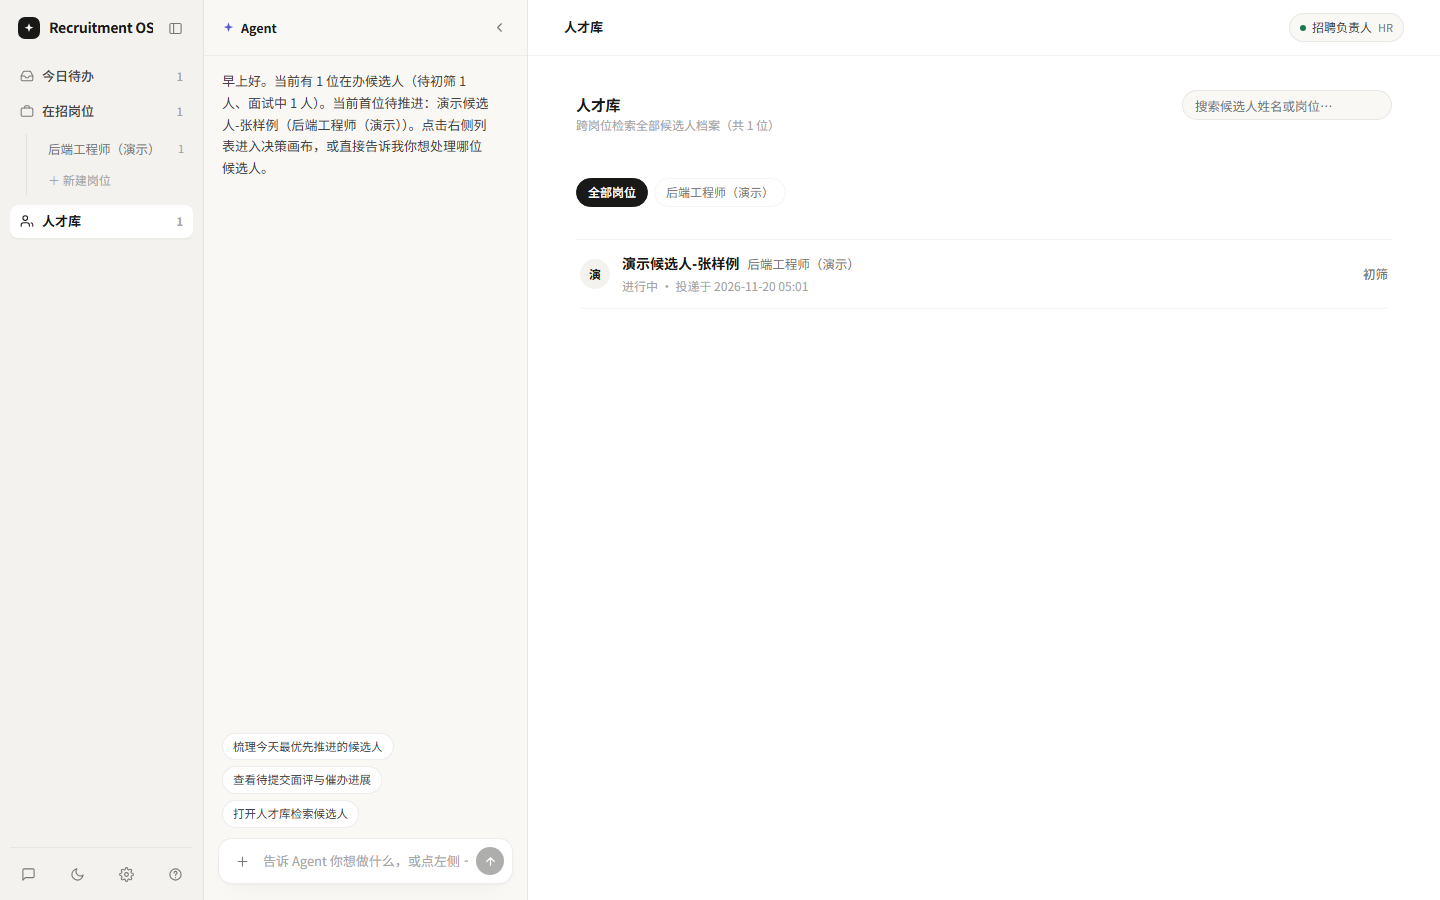 Recruitment OS
今日待办 1
在招岗位 1
后端工程师（演示） 1
新建岗位
人才库 1
Agent
早上好。当前有 1 位在办候选人（待初筛 1
人、面试中 1 人）。当前首位待推进：演示候选
人-张样例（后端工程师（演示））。点击右侧列
表进入决策画布，或直接告诉我你想处理哪位
候选人。
梳理今天最优先推进的候选人
查看待提交面评与催办进展
打开人才库检索候选人
告诉 Agent 你想做什么，或点左侧 -
人才库
招聘负责人 HR
人才库
跨岗位检索全部候选人档案（共 1 位）
搜索候选人姓名或岗位…
全部岗位
后端工程师（演示）
演
演示候选人-张样例 后端工程师（演示）
进行中 · 投递于 2026-11-20 05:01
初筛